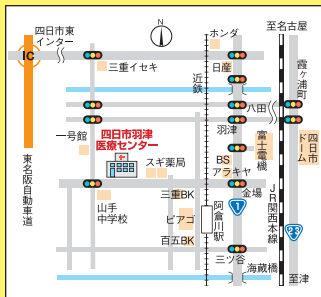 N
至名古屋
ホンダ
四日市東
インター
IC
三重イセキ
近鉄
日産
霞ヶ浦町
八田
一号館
四日市羽津
医療センター
羽津
富士電機
四日市
ドーム
スギ薬局
BS
アラキヤ
東名阪自動車道
山手
中学校
三重BK
金場
ピアゴ
阿倉川駅
1
JR関西本線
23
百五BK
三ツ谷
海蔵橋
至津